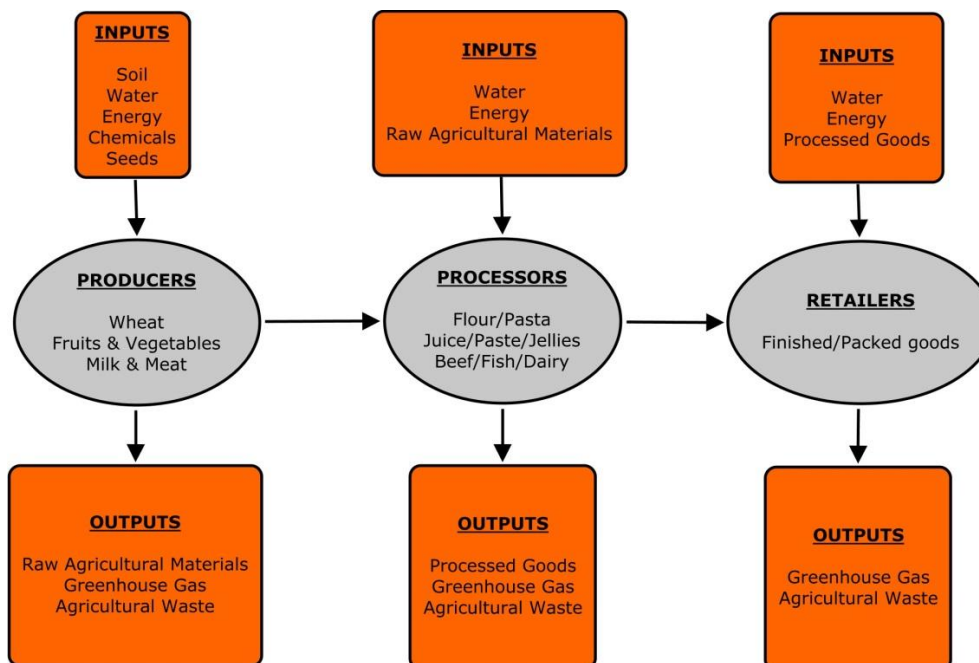 INPUTS
Soil
Water
Energy
Chemicals
Seeds
INPUTS
Water
Energy
Raw Agricultural Materials
INPUTS
Water
Energy
Processed Goods
PRODUCERS
Wheat
Fruits & Vegetables
Milk & Meat
PROCESSORS
Flour/Pasta
Juice/Paste/Jellies
Beef/Fish/Dairy
RETAILERS
Finished/Packed goods
OUTPUTS
Raw Agricultural Materials
Greenhouse Gas
Agricultural Waste
OUTPUTS
Processed Goods
Greenhouse Gas
Agricultural Waste
OUTPUTS
Greenhouse Gas
Agricultural Waste